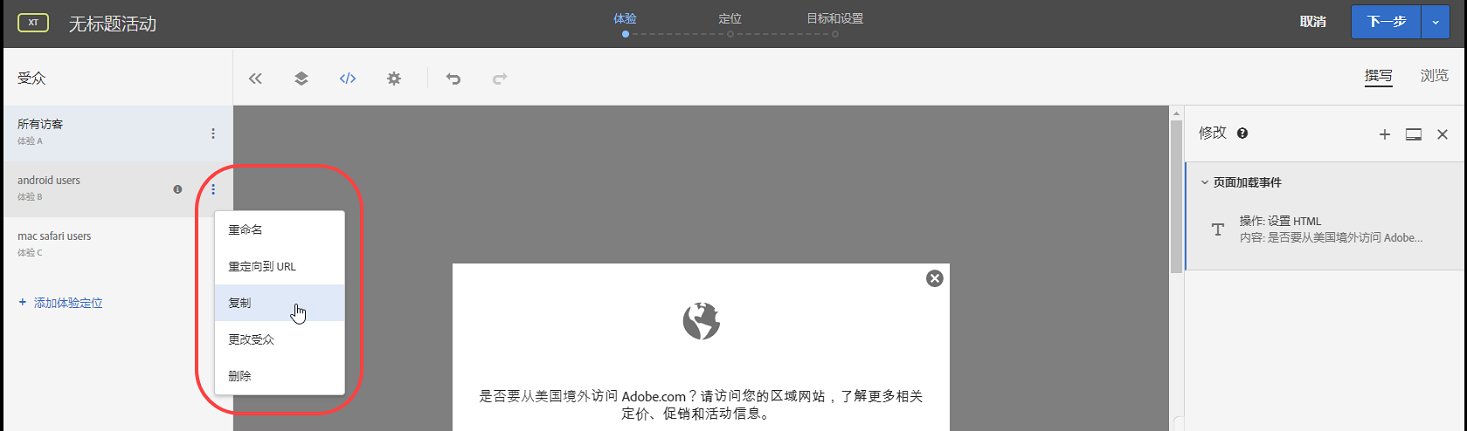 XT 无标题活动 体验 定位 目标和设置 取消 下一步
受众 </> 撰写 浏览
所有访客
体验 A
android users
体验 B
mac safari users
体验 C
+ 添加体验定位
重命名
重定向到 URL
复制
更改受众
删除
是否要从美国境外访问 Adobe.com？请访问您的区域网站，了解更多相关
定价、促销和活动信息。
修改
页面加载事件
操作: 设置 HTML
内容: 是否要从美国境外访问 Adobe...